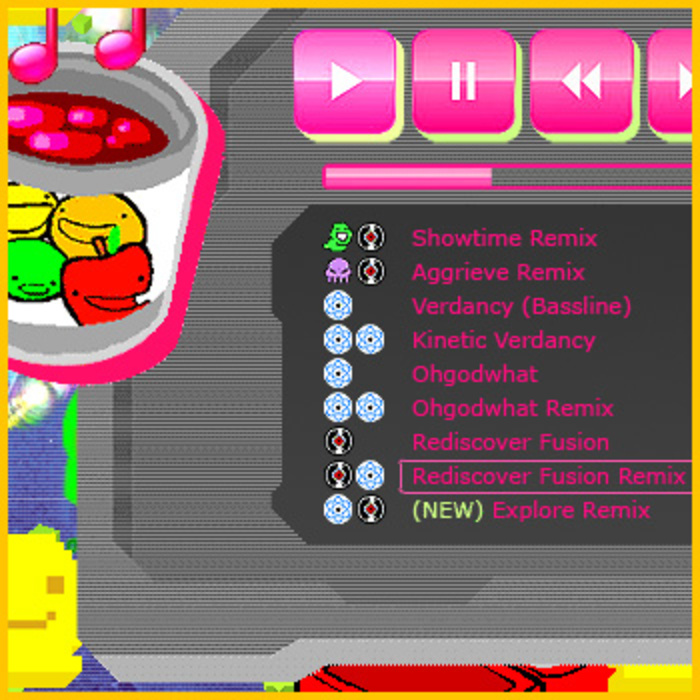 Showtime Remix
Aggrieve Remix
Verdancy (Bassline)
Kinetic Verdancy
Ohgodwhat
Ohgodwhat Remix
Rediscover Fusion
Rediscover Fusion Remix
(NEW) Explore Remix